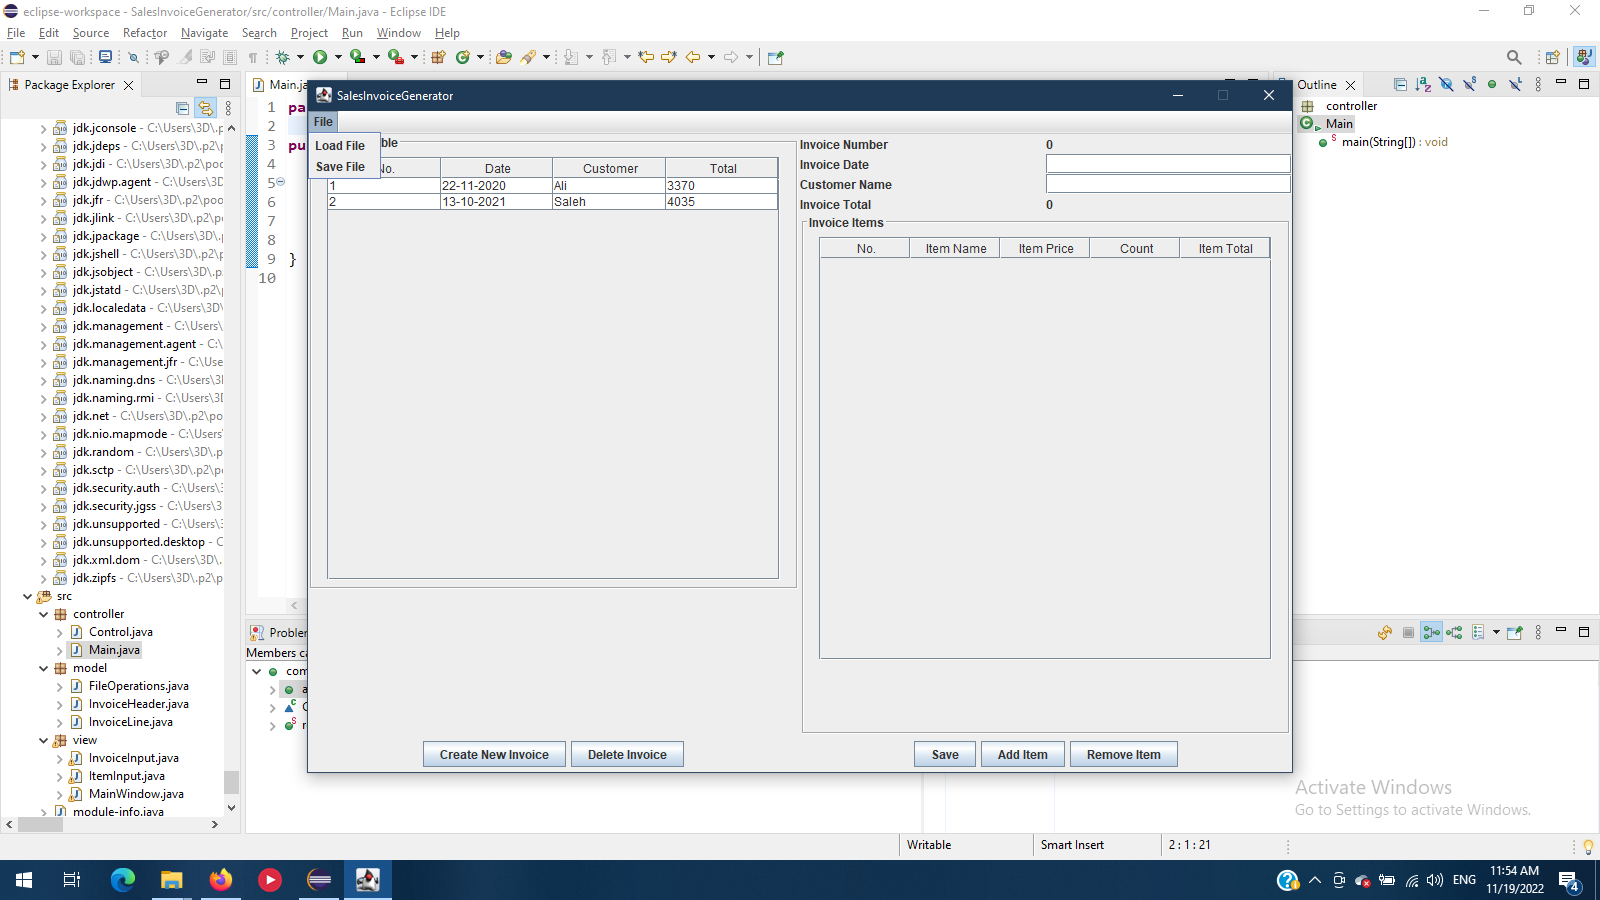 eclipse-workspace - SalesInvoiceGenerator/src/controller/Main.java - Eclipse IDE
File Edit Source Refactor Navigate Search Project Run Window Help
Package Explorer
jdk.jconsole - C:\Users\3D\.
jdk.jdeps - C:\Users\3D\.p2\
jdk.jdi - C:\Users\3D\.p2\poo
jdk.jdwp.agent - C:\Users\3
jdk.jfr - C:\Users\3D\.p2\poo
jdk.jlink - C:\Users\3D\.p2\p
jdk.jpackage - C:\Users\3D\.
jdk.jshell - C:\Users\3D\.p2\
jdk.jsobject - C:\Users\3D\.p
jdk.jstatd - C:\Users\3D\.p2\
jdk.localedata - C:\Users\3D\
jdk.management - C:\Users
jdk.management.agent - C:\
jdk.management.jfr - C:\Use
jdk.naming.dns - C:\Users\3
jdk.naming.rmi - C:\Users\3
jdk.net - C:\Users\3D\.p2\po
jdk.nio.mapmode - C:\Users
jdk.random - C:\Users\3D\.p
jdk.sctp - C:\Users\3D\.p2\p
jdk.security.auth - C:\Users\
jdk.security.jgss - C:\Users\3
jdk.unsupported - C:\Users\
jdk.unsupported.desktop - C
jdk.xml.dom - C:\Users\3D\.
jdk.zipfs - C:\Users\3D\.p2\p
src
controller
Control.java
Main.java
model
FileOperations.java
InvoiceHeader.java
InvoiceLine.java
view
InvoiceInput.java
ItemInput.java
MainWindow.java
module-info.java
Main.ja
1 pa
2
3 pu
4
5
6
7
8
9 }
10
Problem
Members ca
com
a
SalesInvoiceGenerator
File
Load File
Save File
ble
No. Date Customer Total
1 22-11-2020 Ali 3370
2 13-10-2021 Saleh 4035
Create New Invoice Delete Invoice
Invoice Number 0
Invoice Date
Customer Name
Invoice Total 0
Invoice Items
No. Item Name Item Price Count Item Total
Save Add Item Remove Item
Outline
controller
Main
main(String[]) : void
Activate Windows
Go to Settings to activate Windows.
Writable Smart Insert 2 : 1 : 21
ENG
11:54 AM
11/19/2022
4